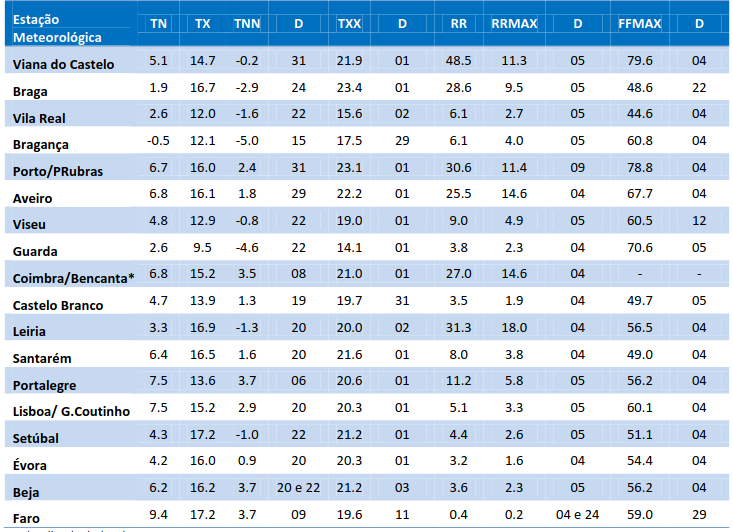 Estação Meteorológica TN TX TNN D TXX D RR RRMAX D FFMAX D
Viana do Castelo 5.1 14.7 -0.2 31 21.9 01 48.5 11.3 05 79.6 04
Braga 1.9 16.7 -2.9 24 23.4 01 28.6 9.5 05 48.6 22
Vila Real 2.6 12.0 -1.6 22 15.6 02 6.1 2.7 05 44.6 04
Bragança -0.5 12.1 -5.0 15 17.5 29 6.1 4.0 05 60.8 04
Porto/PRubras 6.7 16.0 2.4 31 23.1 01 30.6 11.4 09 78.8 04
Aveiro 6.8 16.1 1.8 29 22.2 01 25.5 14.6 04 67.7 04
Viseu 4.8 12.9 -0.8 22 19.0 01 9.0 4.9 05 60.5 12
Guarda 2.6 9.5 -4.6 22 14.1 01 3.8 2.3 04 70.6 05
Coimbra/Bencanta* 6.8 15.2 3.5 08 21.0 01 27.0 14.6 04 - -
Castelo Branco 4.7 13.9 1.3 19 19.7 31 3.5 1.9 04 49.7 05
Leiria 3.3 16.9 -1.3 20 20.0 02 31.3 18.0 04 56.5 04
Santarém 6.4 16.5 1.6 20 21.6 01 8.0 3.8 04 49.0 04
Portalegre 7.5 13.6 3.7 06 20.6 01 11.2 5.8 05 56.2 04
Lisboa/ G.Coutinho 7.5 15.2 2.9 20 20.3 01 5.1 3.3 05 60.1 04
Setúbal 4.3 17.2 -1.0 22 21.2 01 4.4 2.6 05 51.1 04
Évora 4.2 16.0 0.9 20 20.3 01 3.2 1.6 04 54.4 04
Beja 6.2 16.2 3.7 20 e 22 21.2 03 3.6 2.3 05 56.2 04
Faro 9.4 17.2 3.7 09 19.6 11 0.4 0.2 04 e 24 59.0 29